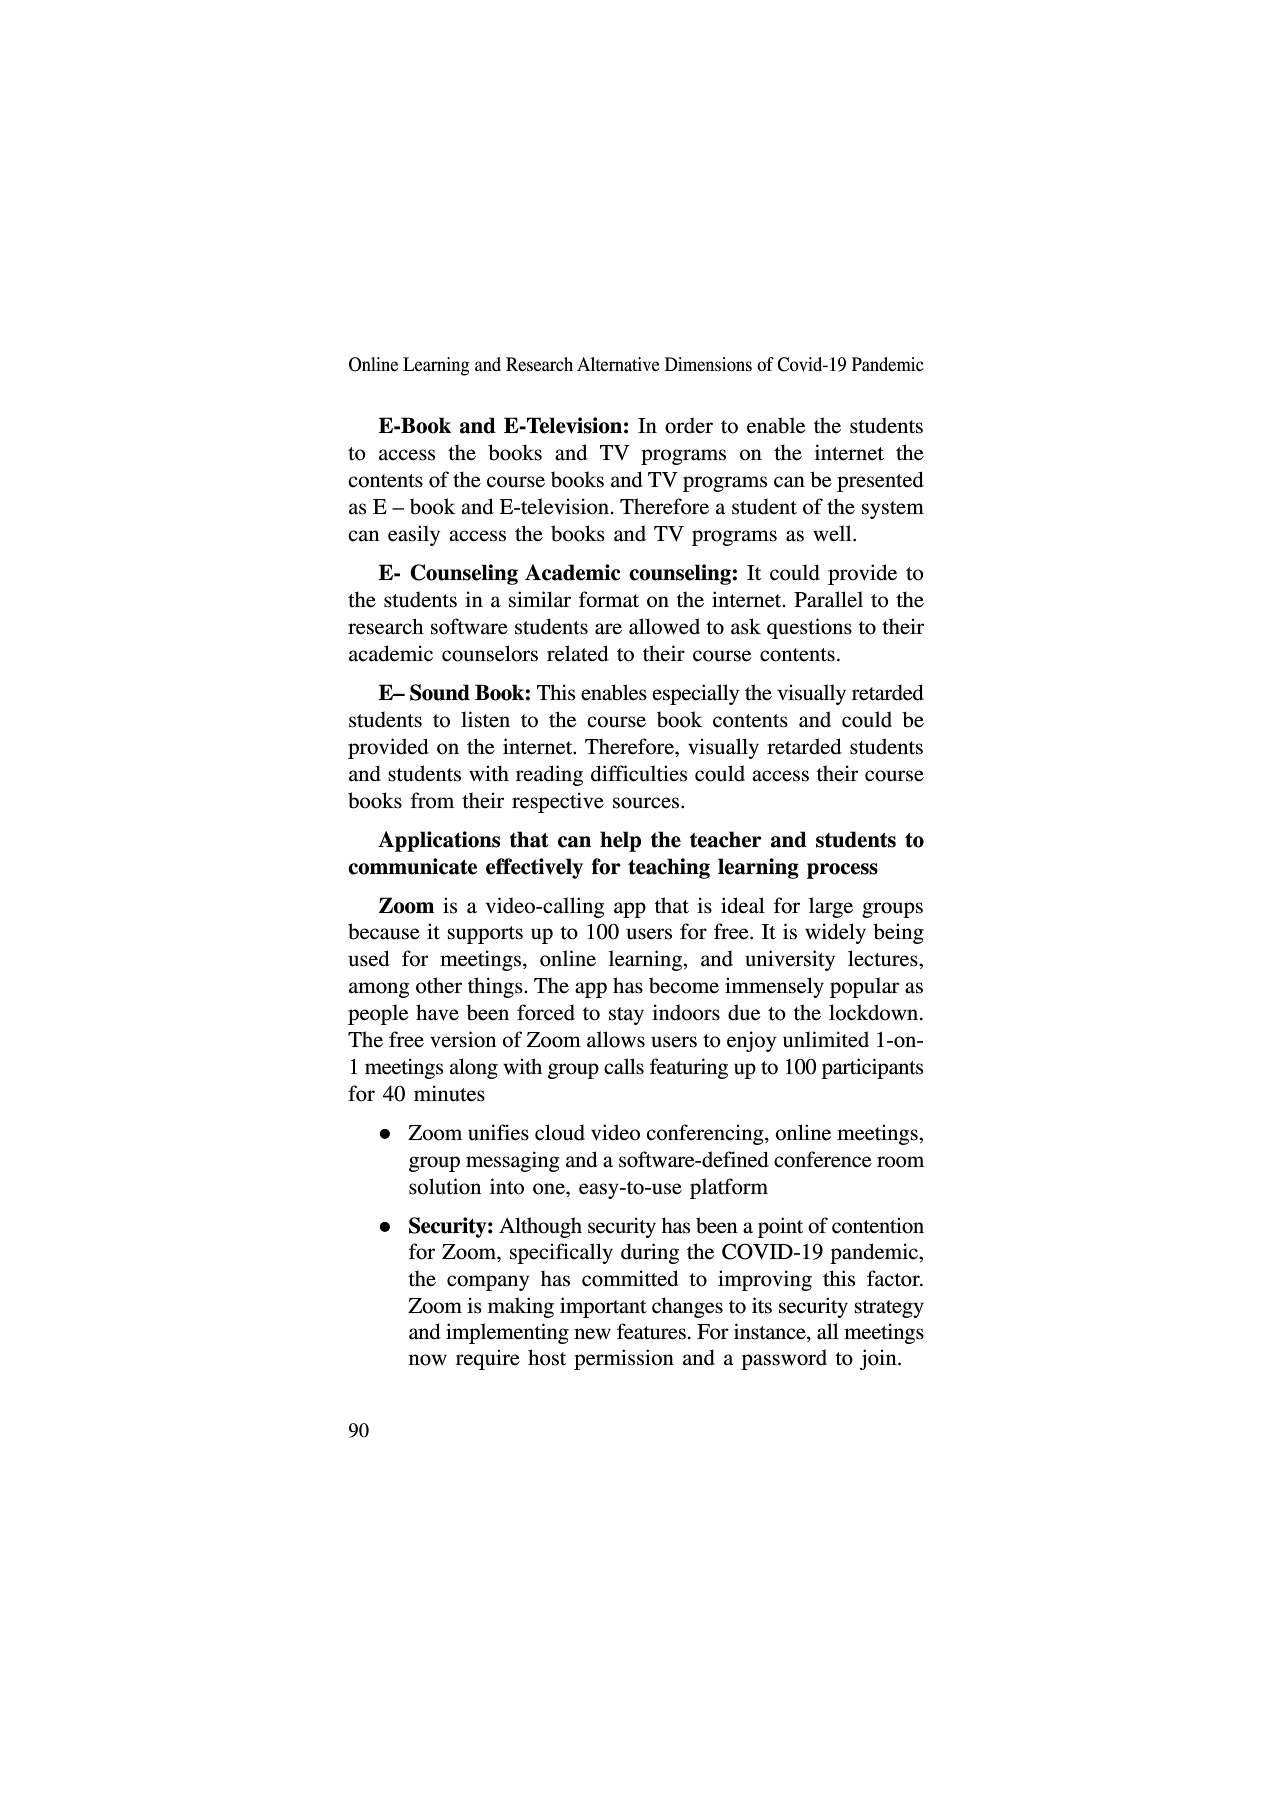 Online Learning and Research Alternative Dimensions of Covid-19 Pandemic
E-Book and E-Television: In order to enable the students
to access the books and TV programs on the internet the
contents of the course books and TV programs can be presented
as E – book and E-television. Therefore a student of the system
can easily access the books and TV programs as well.
E- Counseling Academic counseling: It could provide to
the students in a similar format on the internet. Parallel to the
research software students are allowed to ask questions to their
academic counselors related to their course contents.
E– Sound Book: This enables especially the visually retarded
students to listen to the course book contents and could be
provided on the internet. Therefore, visually retarded students
and students with reading difficulties could access their course
books from their respective sources.
Applications that can help the teacher and students to
communicate effectively for teaching learning process
Zoom is a video-calling app that is ideal for large groups
because it supports up to 100 users for free. It is widely being
used for meetings, online learning, and university lectures,
among other things. The app has become immensely popular as
people have been forced to stay indoors due to the lockdown.
The free version of Zoom allows users to enjoy unlimited 1-on-
1 meetings along with group calls featuring up to 100 participants
for 40 minutes
● Zoom unifies cloud video conferencing, online meetings,
group messaging and a software-defined conference room
solution into one, easy-to-use platform
● Security: Although security has been a point of contention
for Zoom, specifically during the COVID-19 pandemic,
the company has committed to improving this factor.
Zoom is making important changes to its security strategy
and implementing new features. For instance, all meetings
now require host permission and a password to join.
90